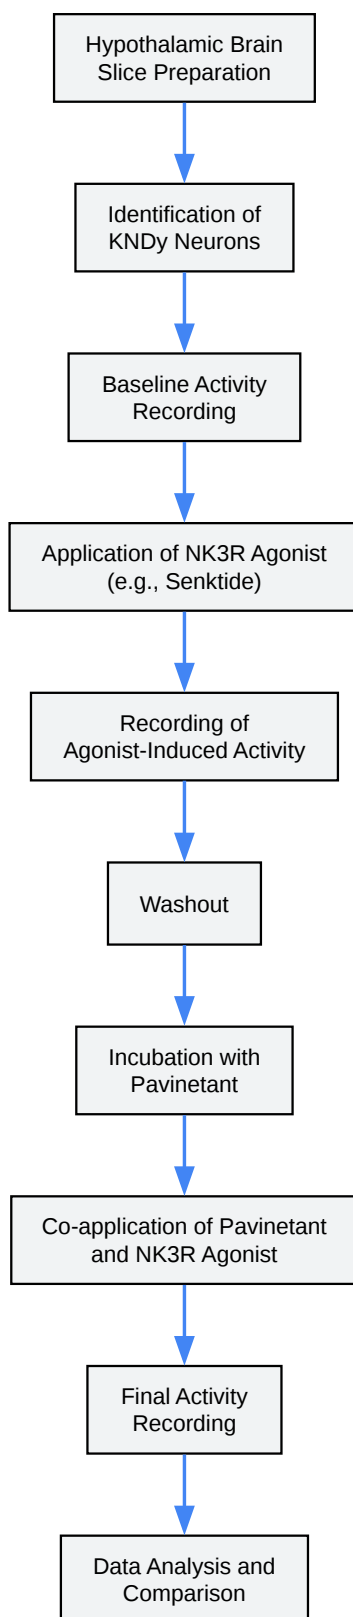 Hypothalamic Brain
Slice Preparation
Identification of
KNDy Neurons
Baseline Activity
Recording
Application of NK3R Agonist
(e.g., Senktide)
Recording of
Agonist-Induced Activity
Washout
Incubation with
Pavinetant
Co-application of Pavinetant
and NK3R Agonist
Final Activity
Recording
Data Analysis and
Comparison